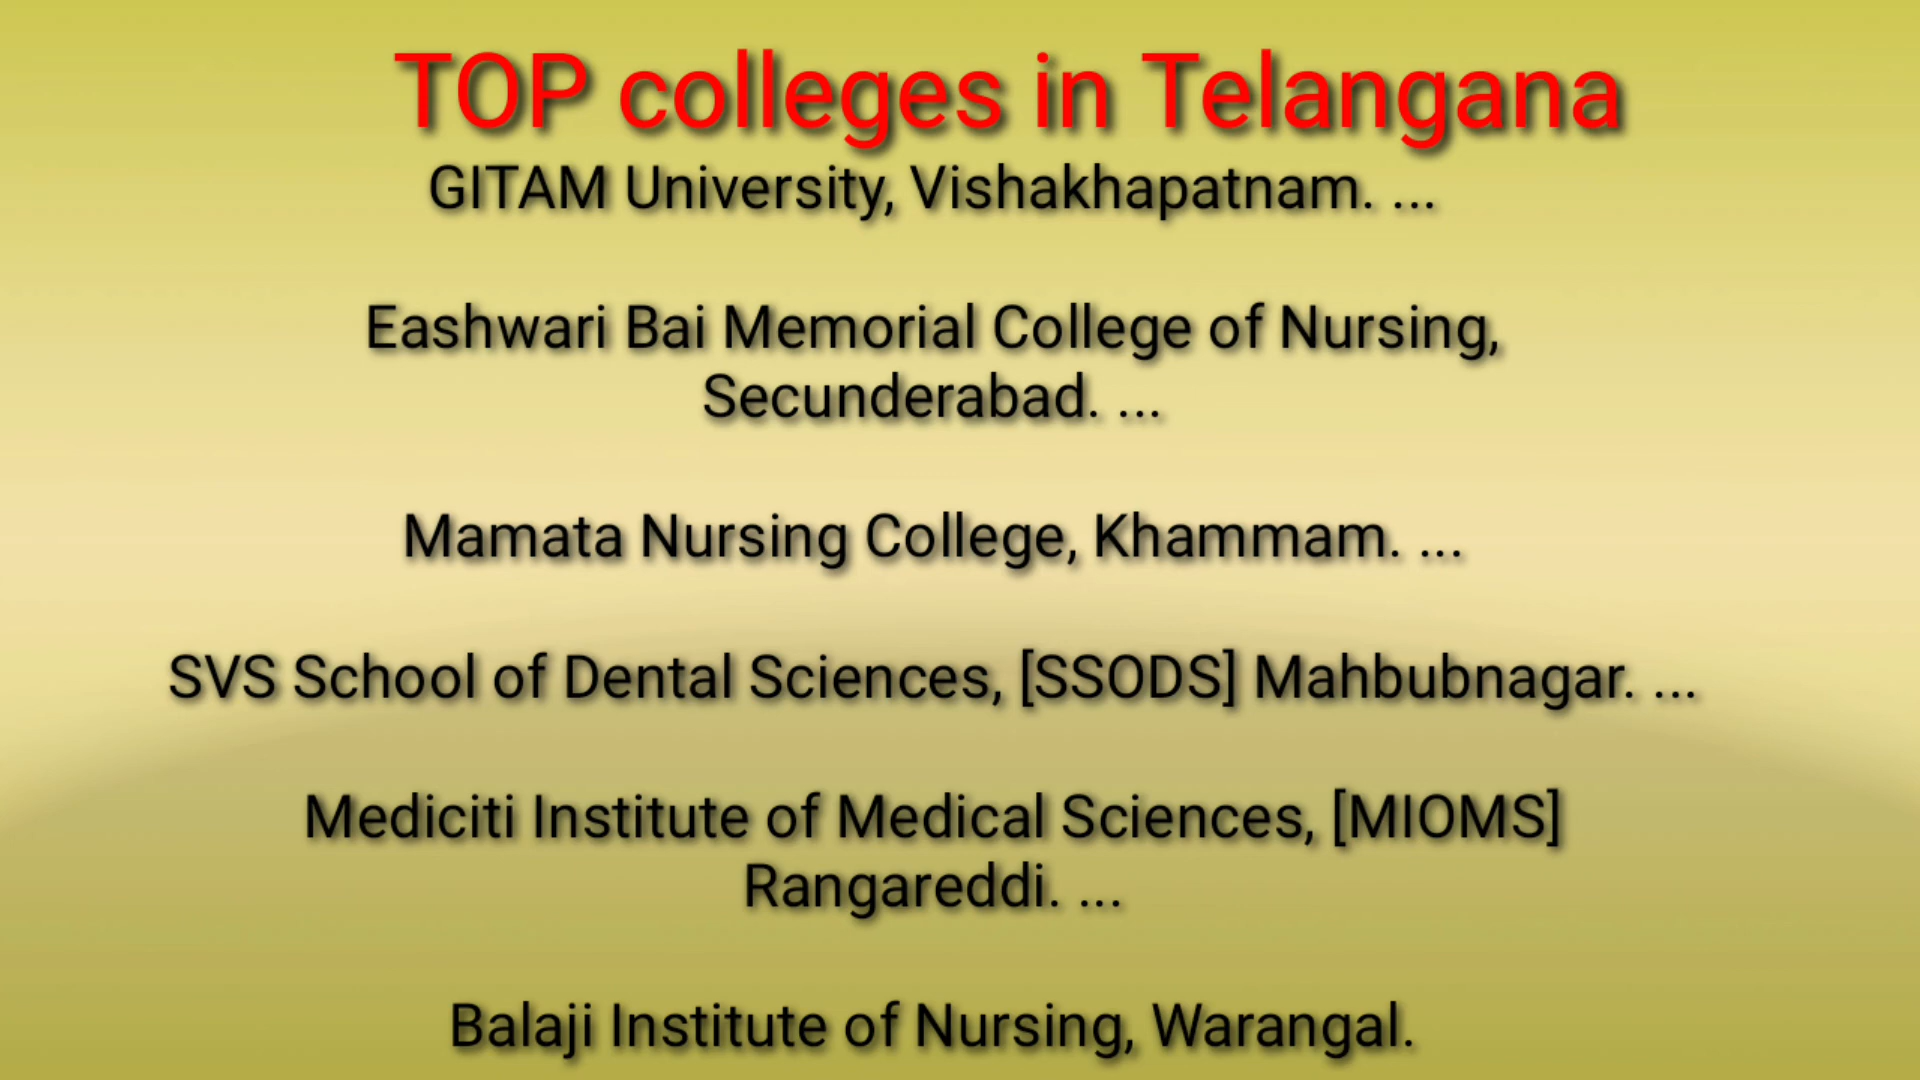 TOP colleges in Telangana
GITAM University, Vishakhapatnam. ...
Eashwari Bai Memorial College of Nursing,
Secunderabad. ...
Mamata Nursing College, Khammam. ...
SVS School of Dental Sciences, [SSODS] Mahbubnagar. ...
Mediciti Institute of Medical Sciences, [MIOMS]
Rangareddi. ...
Balaji Institute of Nursing, Warangal.